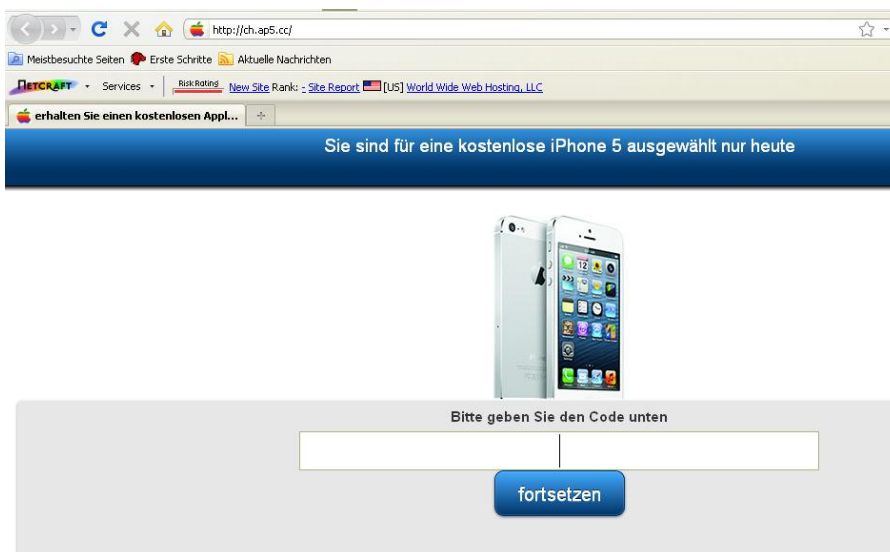 http://ch.ap5.cc/
Meistbesuchte Seiten Erste Schritte Aktuelle Nachrichten
NETCRAFT Services Risk Rating New Site Rank: - Site Report [US] World Wide Web Hosting, LLC
erhalten Sie einen kostenlosen Appl...
Sie sind für eine kostenlose iPhone 5 ausgewählt nur heute
12
Bitte geben Sie den Code unten
fortsetzen